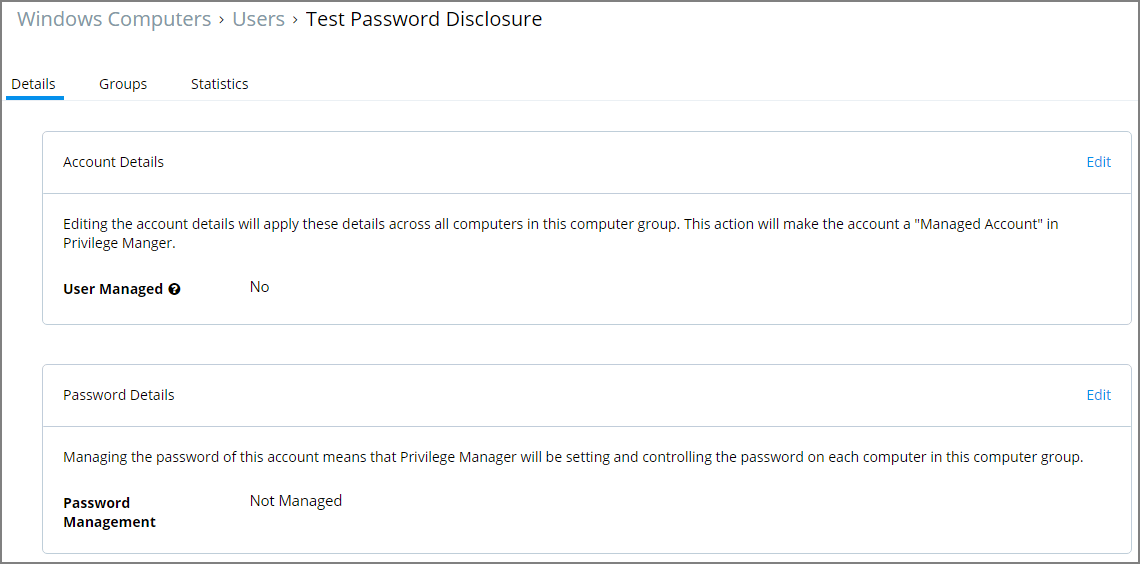 Windows Computers › Users › Test Password Disclosure
Details Groups Statistics
Account Details Edit
Editing the account details will apply these details across all computers in this computer group. This action will make the account a "Managed Account" in
Privilege Manger.
User Managed ? No
Password Details Edit
Managing the password of this account means that Privilege Manager will be setting and controlling the password on each computer in this computer group.
Password Not Managed
Management